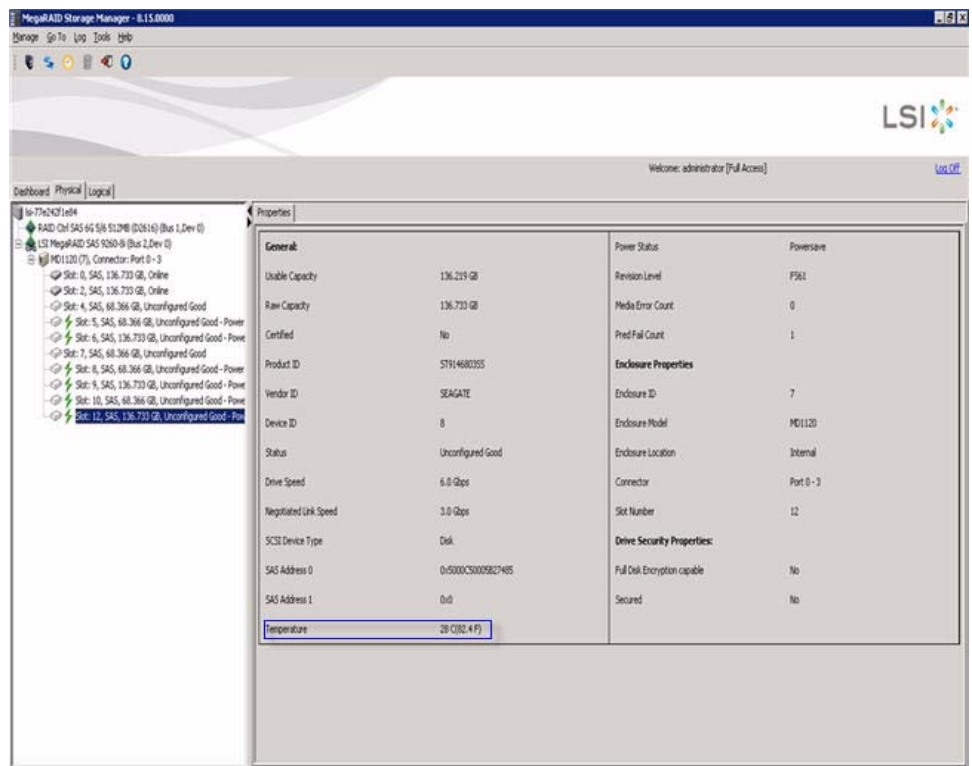 MegaRAID Storage Manager - 8.15.0000
Manage Go To Log Tools Help
LSI
Welcome: administrator [Full Access]
Log Off
Dashboard Physical Logical
lsi-77e242f1e84
RAID Ctrl SAS 6G 5/6 512MB (D2616) (Bus 1,Dev 0)
LSI MegaRAID SAS 9260-8i (Bus 2,Dev 0)
MD1120 (7), Connector: Port 0 - 3
Slot: 0, SAS, 136.733 GB, Online
Slot: 2, SAS, 136.733 GB, Online
Slot: 4, SAS, 68.366 GB, Unconfigured Good
Slot: 5, SAS, 68.366 GB, Unconfigured Good - Power
Slot: 6, SAS, 136.733 GB, Unconfigured Good - Powe
Slot: 7, SAS, 68.366 GB, Unconfigured Good
Slot: 8, SAS, 68.366 GB, Unconfigured Good - Power
Slot: 9, SAS, 136.733 GB, Unconfigured Good - Powe
Slot: 10, SAS, 68.366 GB, Unconfigured Good - Powe
Slot: 12, SAS, 136.733 GB, Unconfigured Good - Pow
Properties
General:
Usable Capacity 136.219 GB
Raw Capacity 136.733 GB
Certified No
Product ID ST9146803SS
Vendor ID SEAGATE
Device ID 8
Status Unconfigured Good
Drive Speed 6.0 Gbps
Negotiated Link Speed 3.0 Gbps
SCSI Device Type Disk
SAS Address 0 0x5000C50005B27485
SAS Address 1 0x0
Temperature 28 C(82.4 F)
Power Status Powersave
Revision Level FS61
Media Error Count 0
Pred Fail Count 1
Enclosure Properties
Enclosure ID 7
Enclosure Model MD1120
Enclosure Location Internal
Connector Port 0 - 3
Slot Number 12
Drive Security Properties:
Full Disk Encryption capable No
Secured No